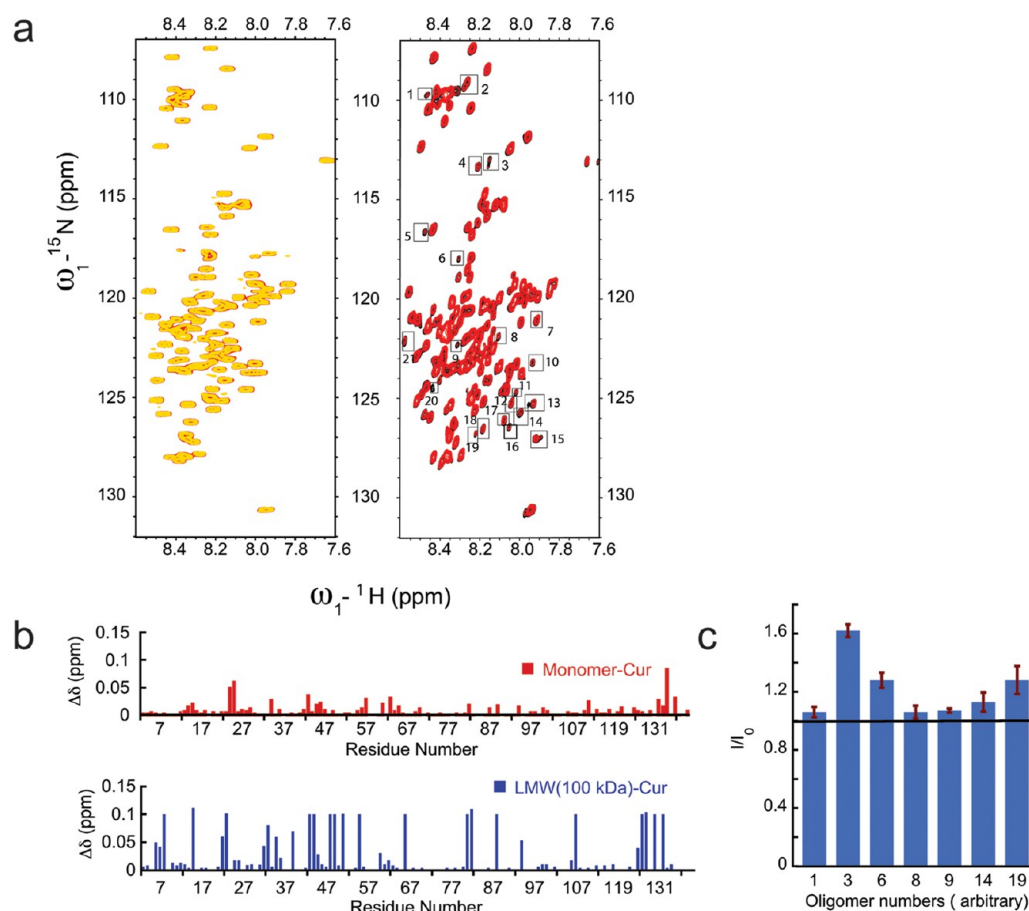 a
8.4 8.2 8.0 7.8 7.6
8.4 8.2 8.0 7.8 7.6
110
115
120
125
130
ω1-15N (ppm)
110
115
120
125
130
110
115
120
125
130
1
2
4
3
5
6
7
8
9
21
10
20
11
12
13
17
14
18
16
15
19
8.4 8.2 8.0 7.8 7.6
8.4 8.2 8.0 7.8 7.6
ω1-1H (ppm)
b
0.15
0.1
0.05
0
Δδ (ppm)
Monomer-Cur
7 17 27 37 47 57 67 77 87 97 107 119 131
Residue Number
0.15
0.1
0.05
0
Δδ (ppm)
LMW(100 kDa)-Cur
7 17 27 37 47 57 67 77 87 97 107 119 131
Residue Number
c
1.6
1.2
0.8
0.4
0
I/I0
1 3 6 8 9 14 19
Oligomer numbers ( arbitrary)